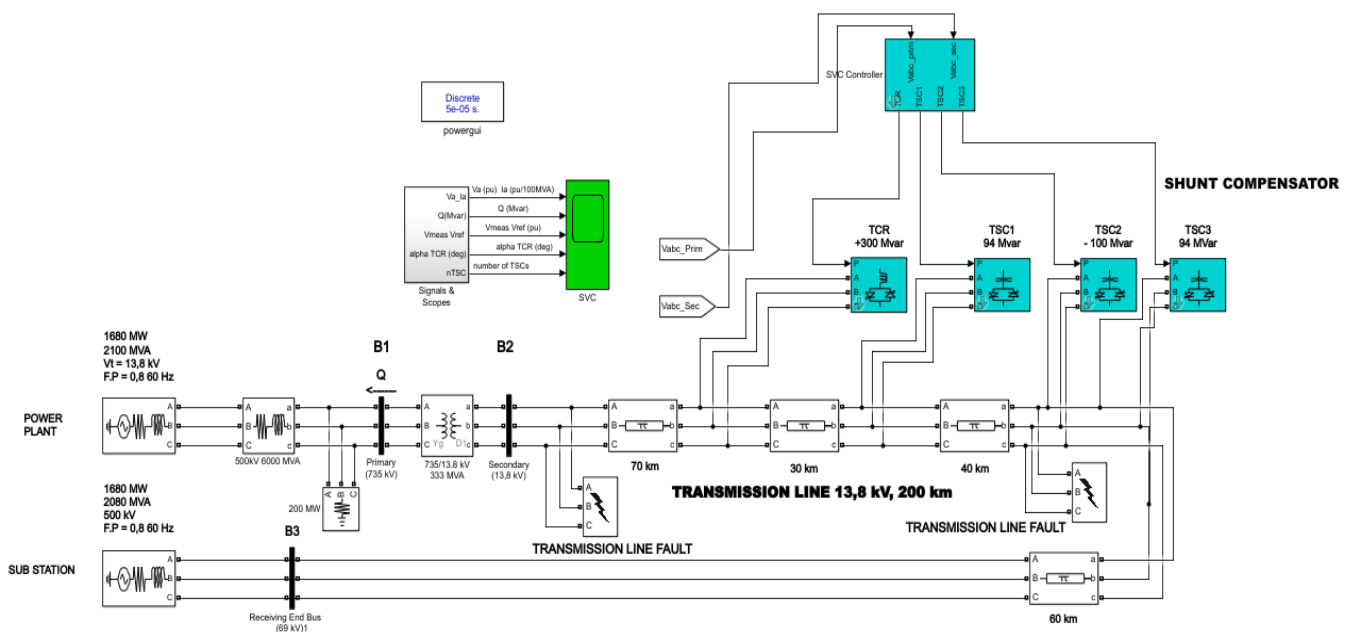 Vabc_prim
Vabc_sec
SVC Controller
TCR
TSC1
TSC2
TSC3
Discrete
5e-05 s.
powergui
SHUNT COMPENSATOR
Va_Ia
Va (pu) Ia (pu/100MVA)
Q(Mvar)
Q (Mvar)
Vmeas Vref
Vmeas Vref (pu)
alpha TCR (deg)
alpha TCR (deg)
nTSC
number of TSCs
Signals &
Scopes
SVC
Vabc_Prim
Vabc_Sec
TCR
+300 Mvar
TSC1
94 Mvar
TSC2
- 100 Mvar
TSC3
94 MVar
P
A
B
P
A
B
P
A
B
P
A
B
1680 MW
2100 MVA
Vt = 13,8 kV
F.P = 0,8 60 Hz
B1
Q
<------
B2
POWER
PLANT
A
B
C
A
B
C
a
b
c
500kV 6000 MVA
A
B
C
a
b
c
Yg
D1
Primary
(735 kV)
735/13.8 kV
333 MVA
Secondary
(13,8 kV)
A
B
C
a
b
c
70 km
A
B
C
a
b
c
30 km
A
B
C
a
b
c
40 km
TRANSMISSION LINE 13,8 kV, 200 km
A
B
C
200 MW
A
B
C
TRANSMISSION LINE FAULT
A
B
C
TRANSMISSION LINE FAULT
1680 MW
2080 MVA
500 kV
F.P = 0,8 60 Hz
B3
SUB STATION
A
B
C
Receiving End Bus
(69 kV)1
A
B
C
a
b
c
60 km